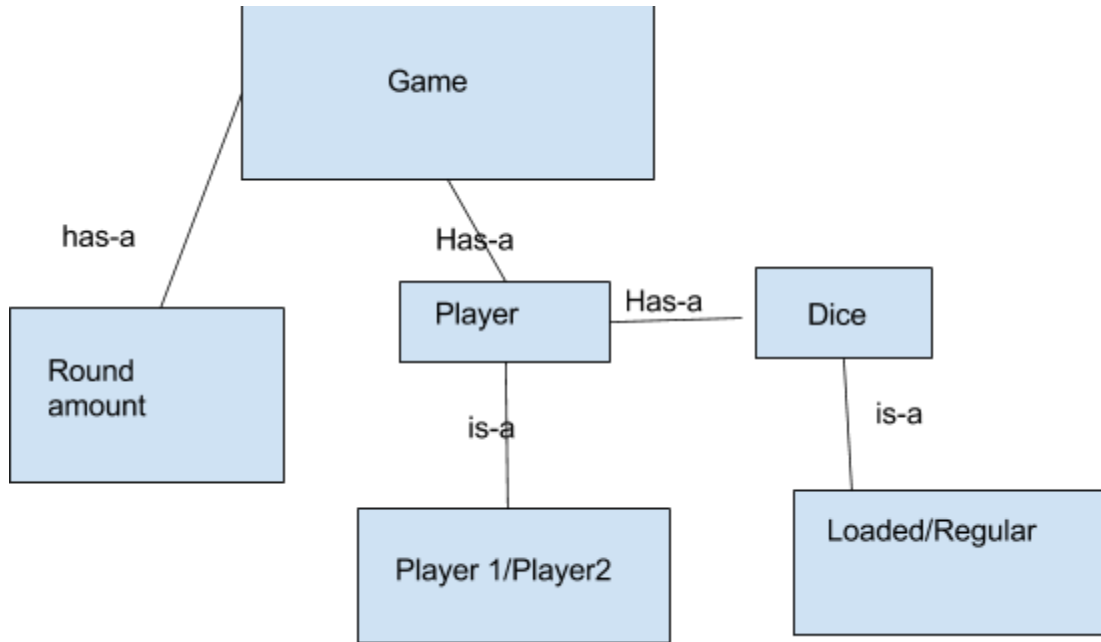 Game
has-a
Has-a
Player
Has-a
Dice
Round
amount
is-a
is-a
Player 1/Player2
Loaded/Regular